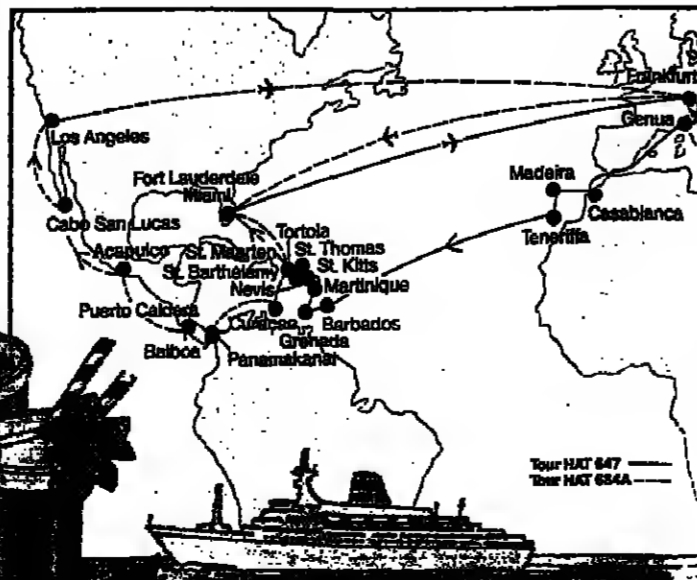 Frankfurt
Genua
Los Angeles
Fort Lauderdale
Miami
Madeira
Casablanca
Teneriffa
Cabo San Lucas
Acapulco
Tortola
St. Maarten
St. Thomas
St. Barthélémy
St. Kitts
Nevis
Martinique
Puerto Caldera
Curaçao
Barbados
Grenada
Balboa
Panamakanal
Tour HAT 647
Tour HAT 684A